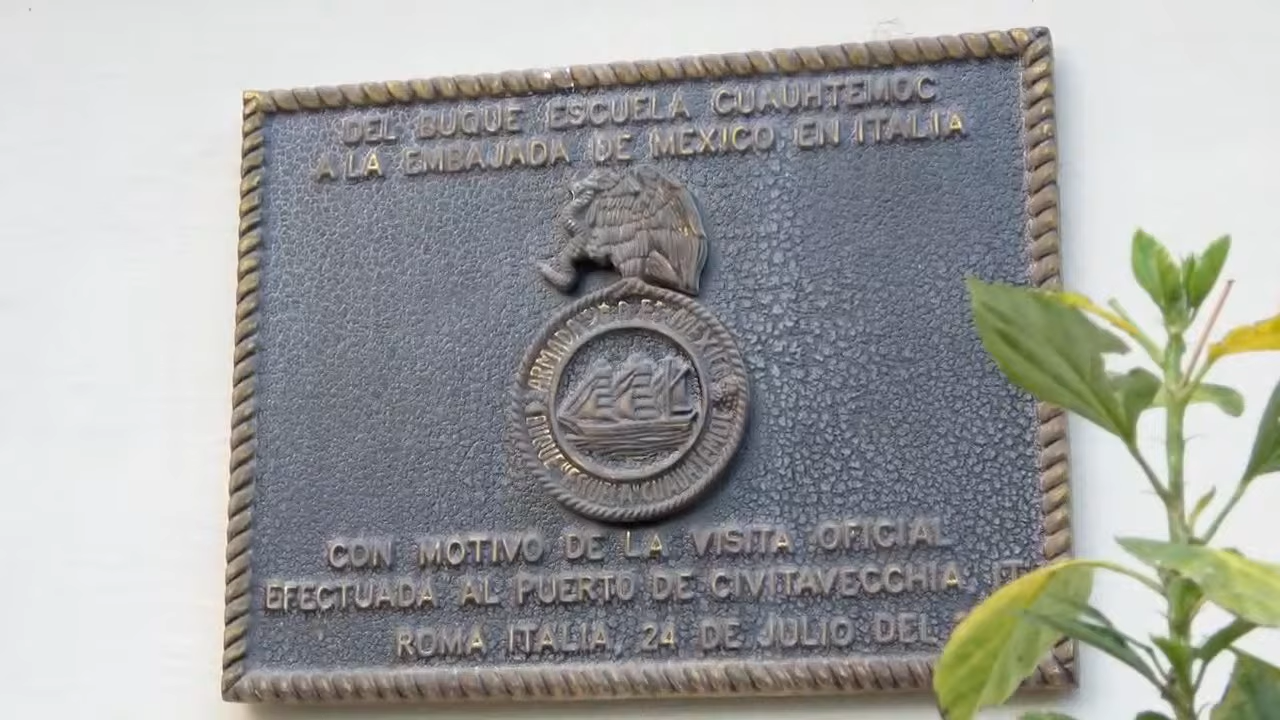 DEL BUQUE ESCUELA CUAUHTEMOC
A LA EMBAJADA DE MEXICO EN ITALIA
ARMADA DE MEXICO
BUQUE "ESCUELA" CUAUHTEMOC
CON MOTIVO DE LA VISITA OFICIAL
EFECTUADA AL PUERTO DE CIVITAVECCHIA
ROMA ITALIA, 24 DE JULIO DEL